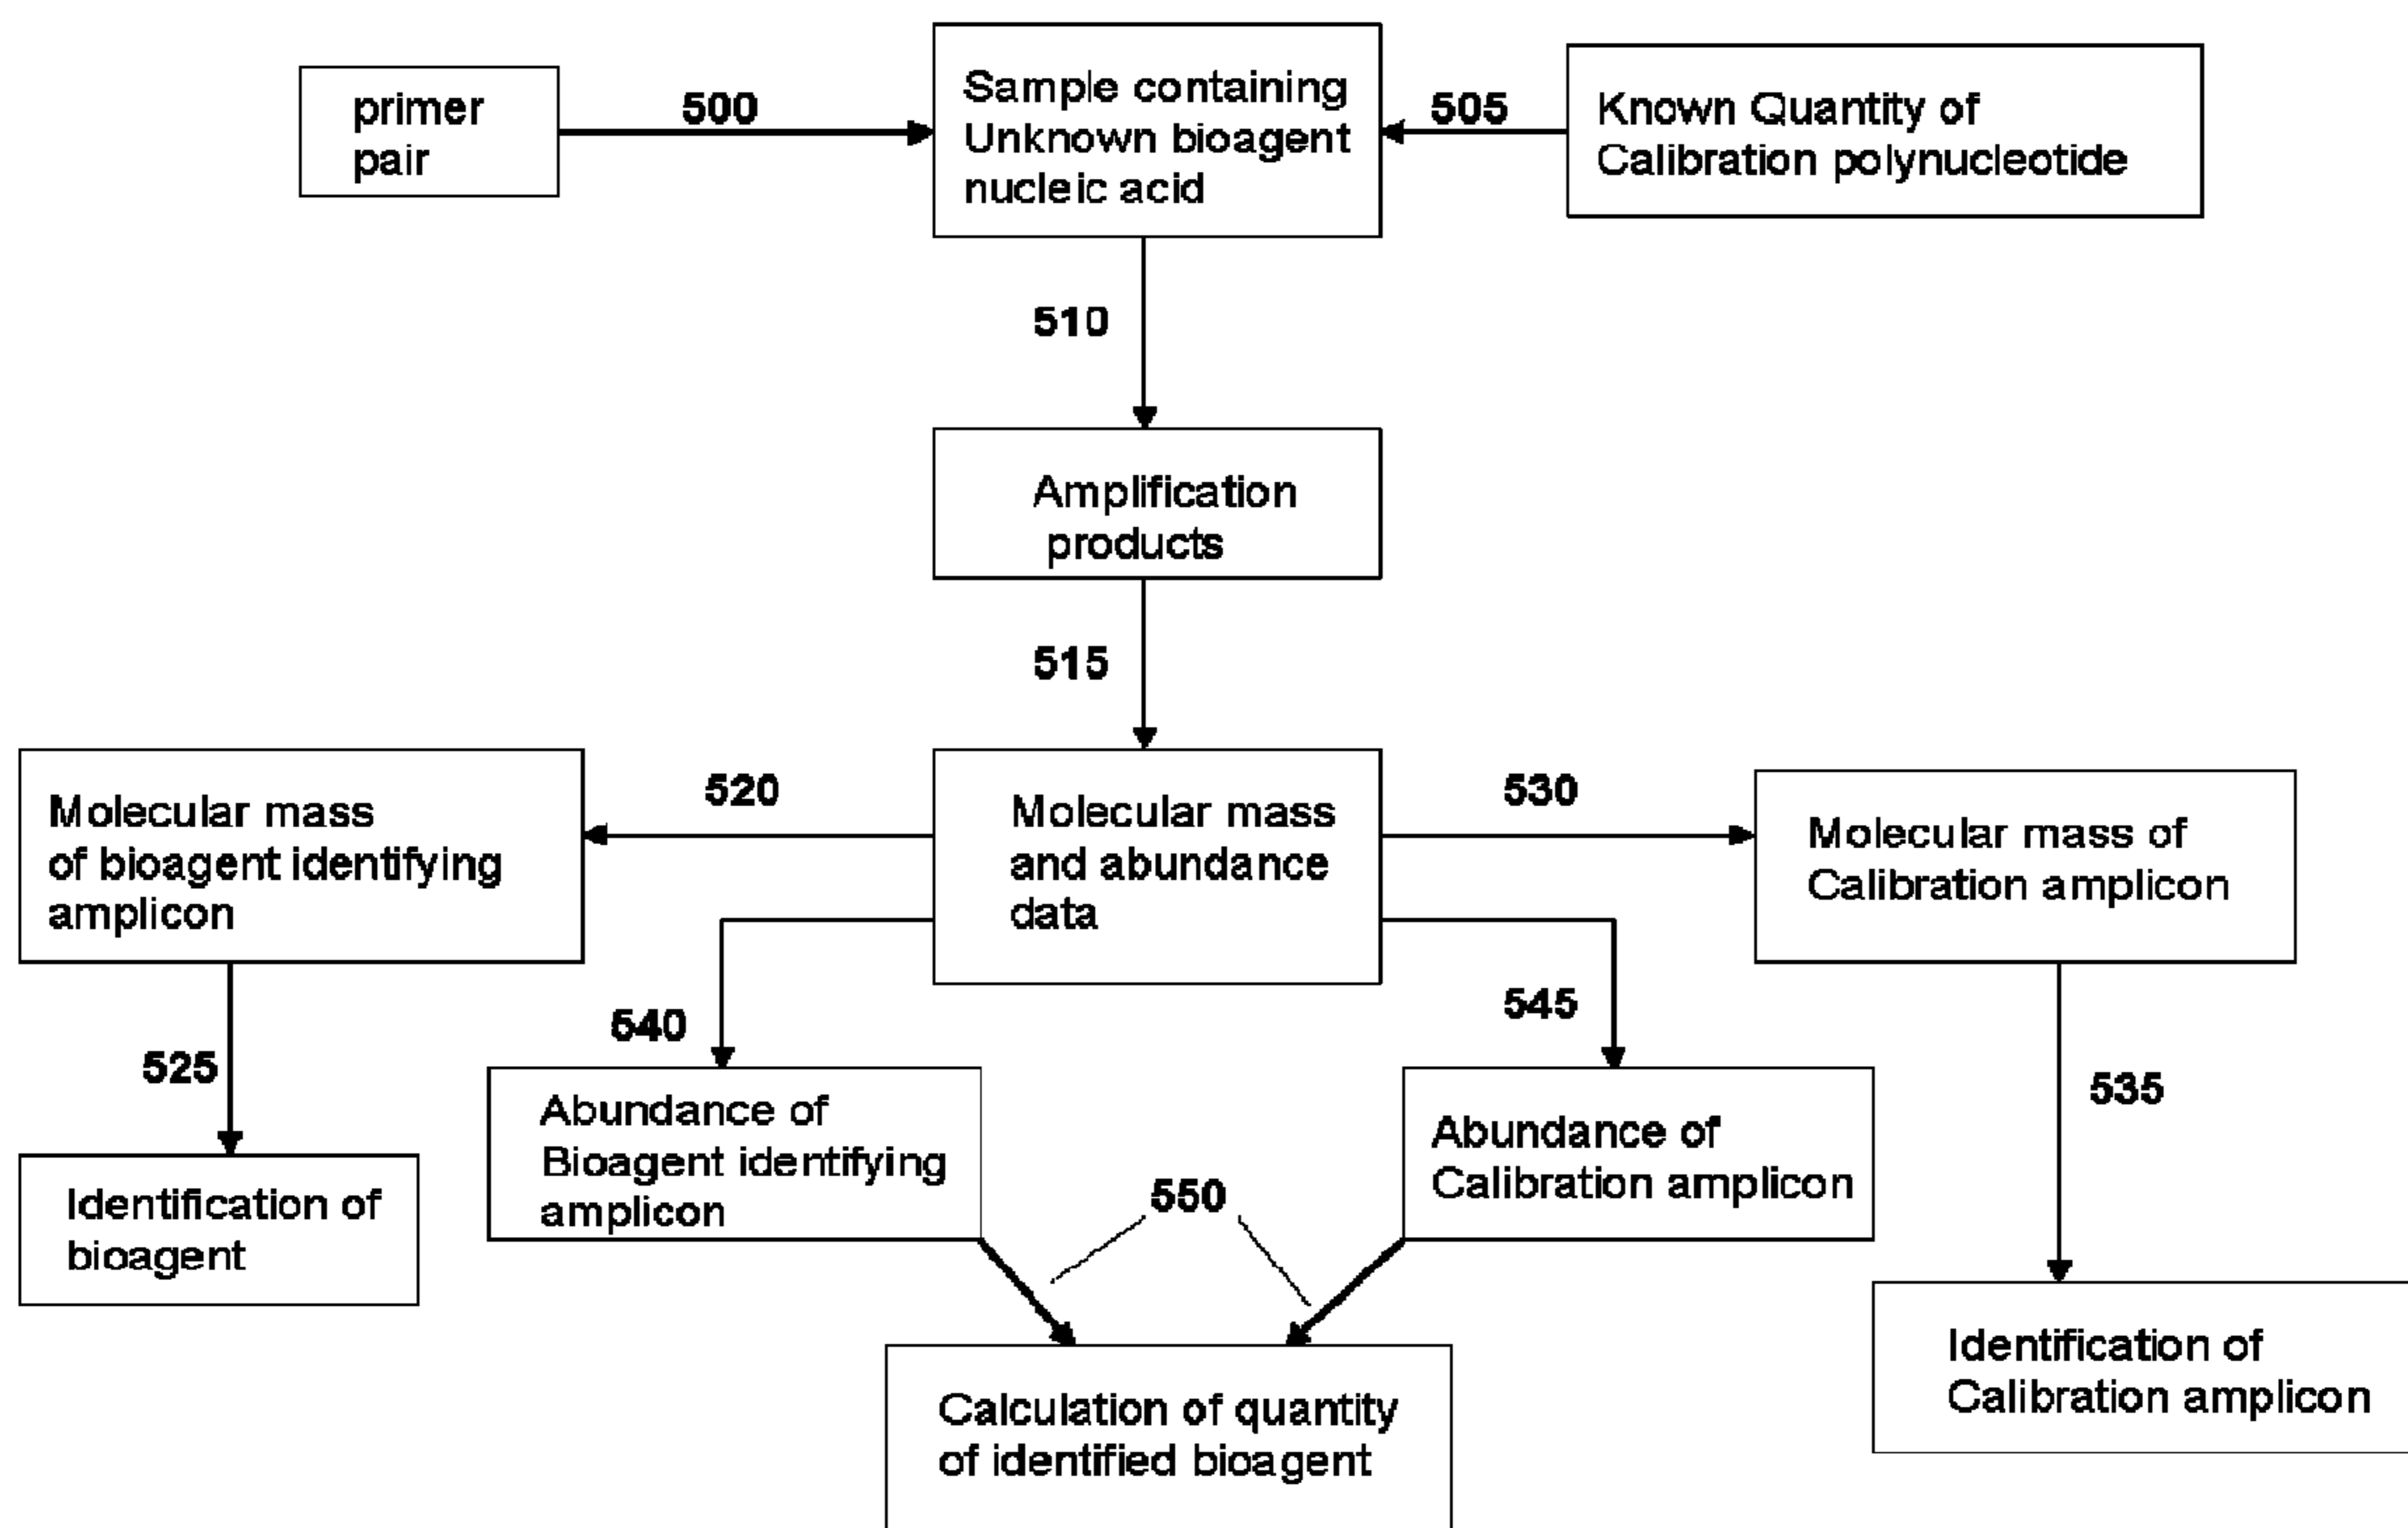 primer
pair
500
Sample containing
Unknown bioagent
nucleic acid
505
Known Quantity of
Calibration polynucleotide
510
Amplification
products
515
Molecular mass
of bioagent identifying
amplicon
520
Molecular mass
and abundance
data
530
Molecular mass of
Calibration amplicon
525
540
545
535
Identification of
bioagent
Abundance of
Bioagent identifying
amplicon
550
Abundance of
Calibration amplicon
Calculation of quantity
of identified bioagent
Identification of
Calibration amplicon